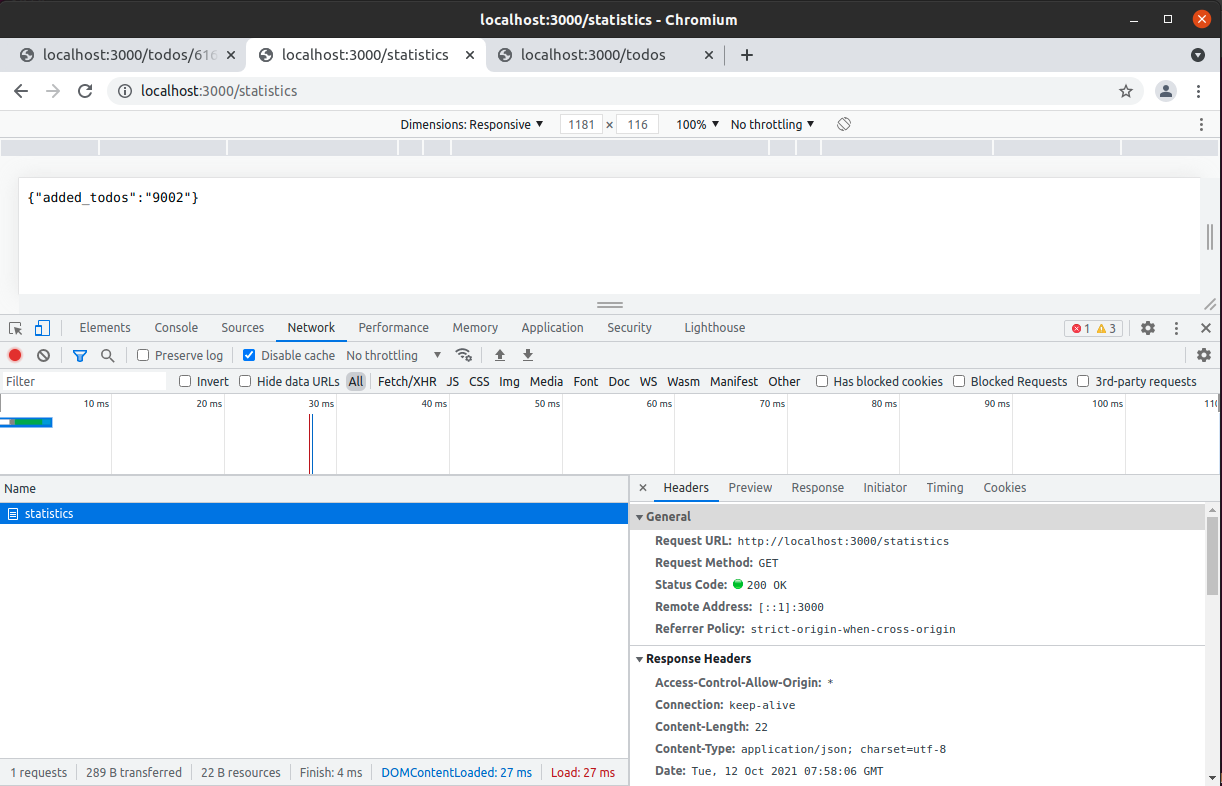 localhost:3000/statistics - Chromium
localhost:3000/todos/616 localhost:3000/statistics localhost:3000/todos
localhost:3000/statistics
Dimensions: Responsive 1181 × 116 100% No throttling
{"added_todos":"9002"}
Elements Console Sources Network Performance Memory Application Security Lighthouse 1 3
Preserve log Disable cache No throttling
Filter Invert Hide data URLs All Fetch/XHR JS CSS Img Media Font Doc WS Wasm Manifest Other Has blocked cookies Blocked Requests 3rd-party requests
10 ms 20 ms 30 ms 40 ms 50 ms 60 ms 70 ms 80 ms 90 ms 100 ms 110
Name
Headers Preview Response Initiator Timing Cookies
statistics
General
Request URL: http://localhost:3000/statistics
Request Method: GET
Status Code: 200 OK
Remote Address: [::1]:3000
Referrer Policy: strict-origin-when-cross-origin
Response Headers
Access-Control-Allow-Origin: *
Connection: keep-alive
Content-Length: 22
Content-Type: application/json; charset=utf-8
Date: Tue, 12 Oct 2021 07:58:06 GMT
1 requests 289 B transferred 22 B resources Finish: 4 ms DOMContentLoaded: 27 ms Load: 27 ms